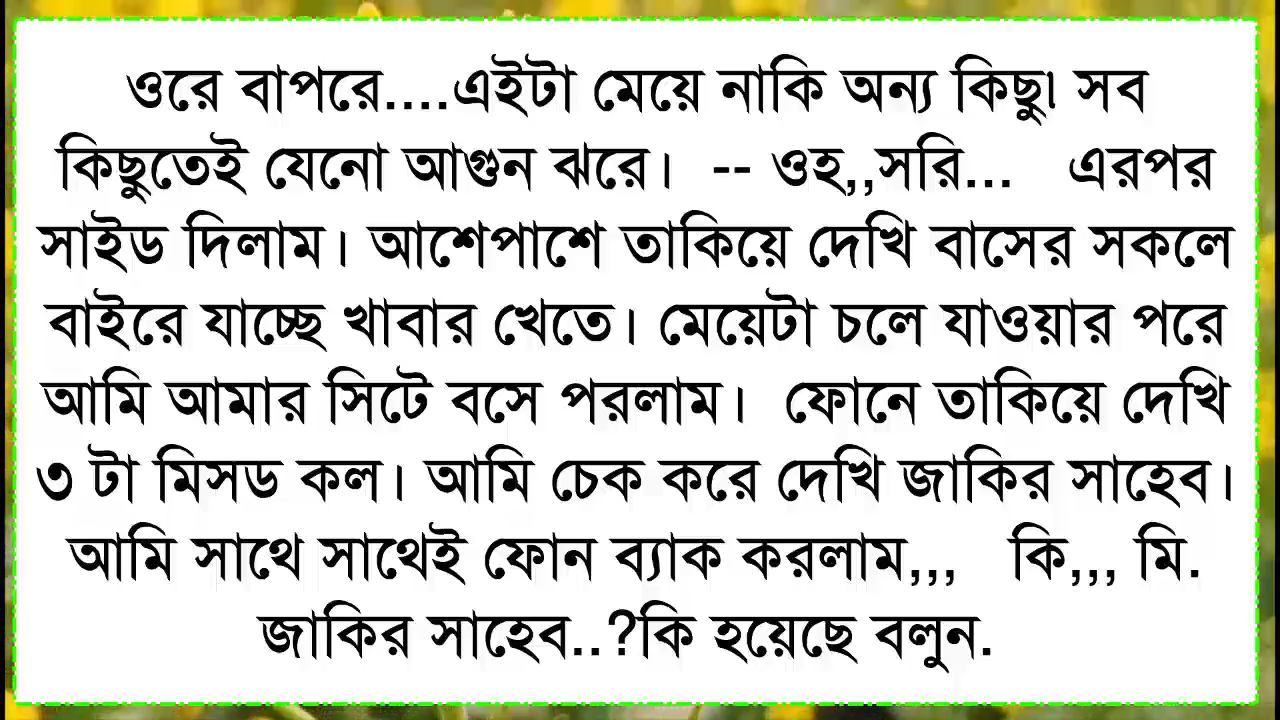 ওরে বাপরে....এইটা মেয়ে নাকি অন্য কিছু৷ সব
কিছুতেই যেনো আগুন ঝরে। -- ওহ,,সরি... এরপর
সাইড দিলাম। আশেপাশে তাকিয়ে দেখি বাসের সকলে
বাইরে যাচ্ছে খাবার খেতে। মেয়েটা চলে যাওয়ার পরে
আমি আমার সিটে বসে পরলাম। ফোনে তাকিয়ে দেখি
৩ টা মিসড কল। আমি চেক করে দেখি জাকির সাহেব।
আমি সাথে সাথেই ফোন ব্যাক করলাম,,, কি,,, মি.
জাকির সাহেব..?কি হয়েছে বলুন.